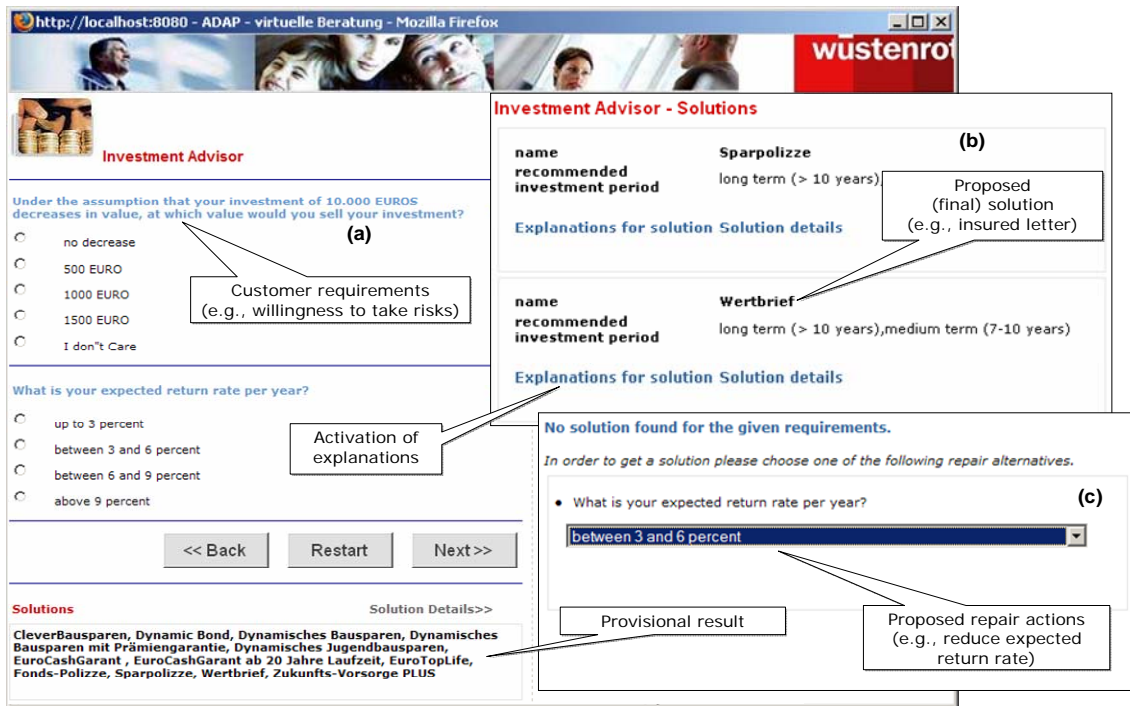 http://localhost:8080 - ADAP - virtuelle Beratung - Mozilla Firefox
wüstenrot
Investment Advisor
Under the assumption that your investment of 10.000 EUROS
decreases in value, at which value would you sell your investment?
(a)
no decrease
500 EURO
1000 EURO
1500 EURO
I don"t Care
Customer requirements
(e.g., willingness to take risks)
What is your expected return rate per year?
up to 3 percent
between 3 and 6 percent
between 6 and 9 percent
above 9 percent
Activation of
explanations
<< Back
Restart
Next>>
Solutions
Solution Details>>
CleverBausparen, Dynamic Bond, Dynamisches Bausparen, Dynamisches
Bausparen mit Prämiengarantie, Dynamisches Jugendbausparen,
EuroCashGarant , EuroCashGarant ab 20 Jahre Laufzeit, EuroTopLife,
Fonds-Polizze, Sparpolizze, Wertbrief, Zukunfts-Vorsorge PLUS
Provisional result
Investment Advisor - Solutions
(b)
name Sparpolizze
recommended
investment period
long term (> 10 years),
Explanations for solution Solution details
Proposed
(final) solution
(e.g., insured letter)
name Wertbrief
recommended
investment period
long term (> 10 years),medium term (7-10 years)
Explanations for solution Solution details
No solution found for the given requirements.
In order to get a solution please choose one of the following repair alternatives.
(c)
• What is your expected return rate per year?
between 3 and 6 percent
Proposed repair actions
(e.g., reduce expected
return rate)